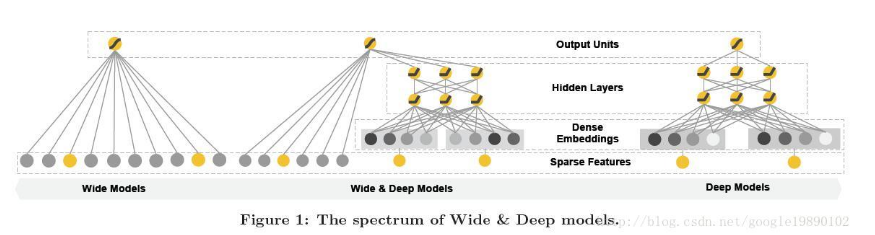 Output Units
Hidden Layers
Dense
Embeddings
Sparse Features
Wide Models
Wide & Deep Models
Deep Models
Figure 1: The spectrum of Wide & Deep models.
http://blog.csdn.net/google19890102